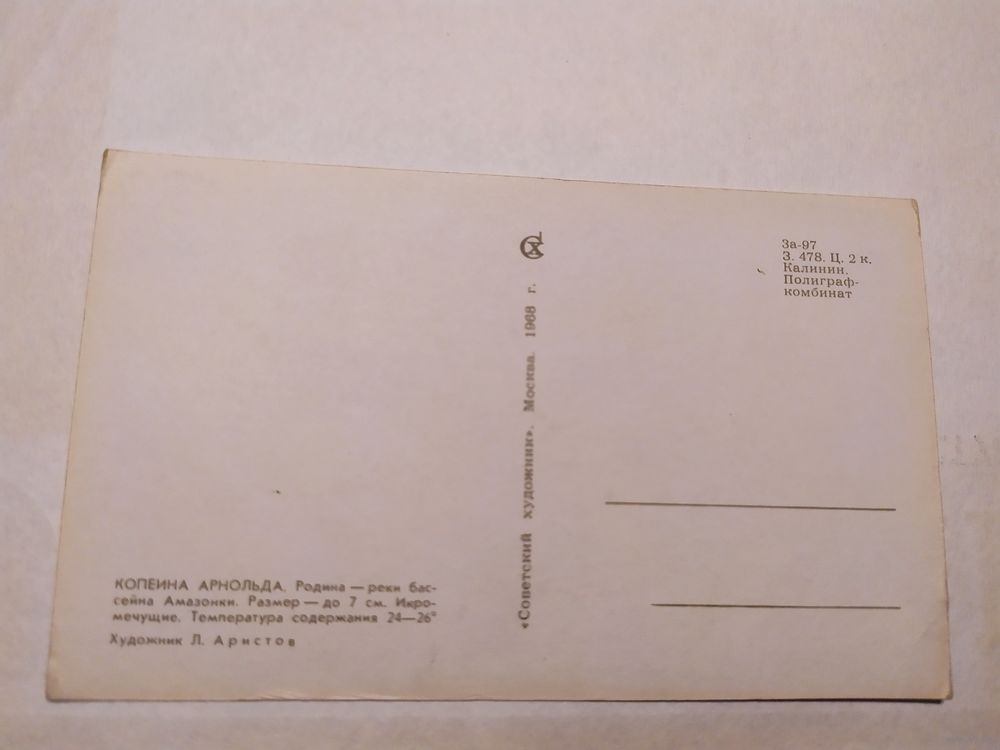 КОПЕИНА АРНОЛЬДА. Родина — реки бас-
сейна Амазонки. Размер — до 7 см. Икро-
мечущие. Температура содержания 24—26°
Художник Л. Аристов
«Советский художник». Москва. 1968 г.
СХ
За-97
З. 478. Ц. 2 к.
Калинин.
Полиграф-
комбинат